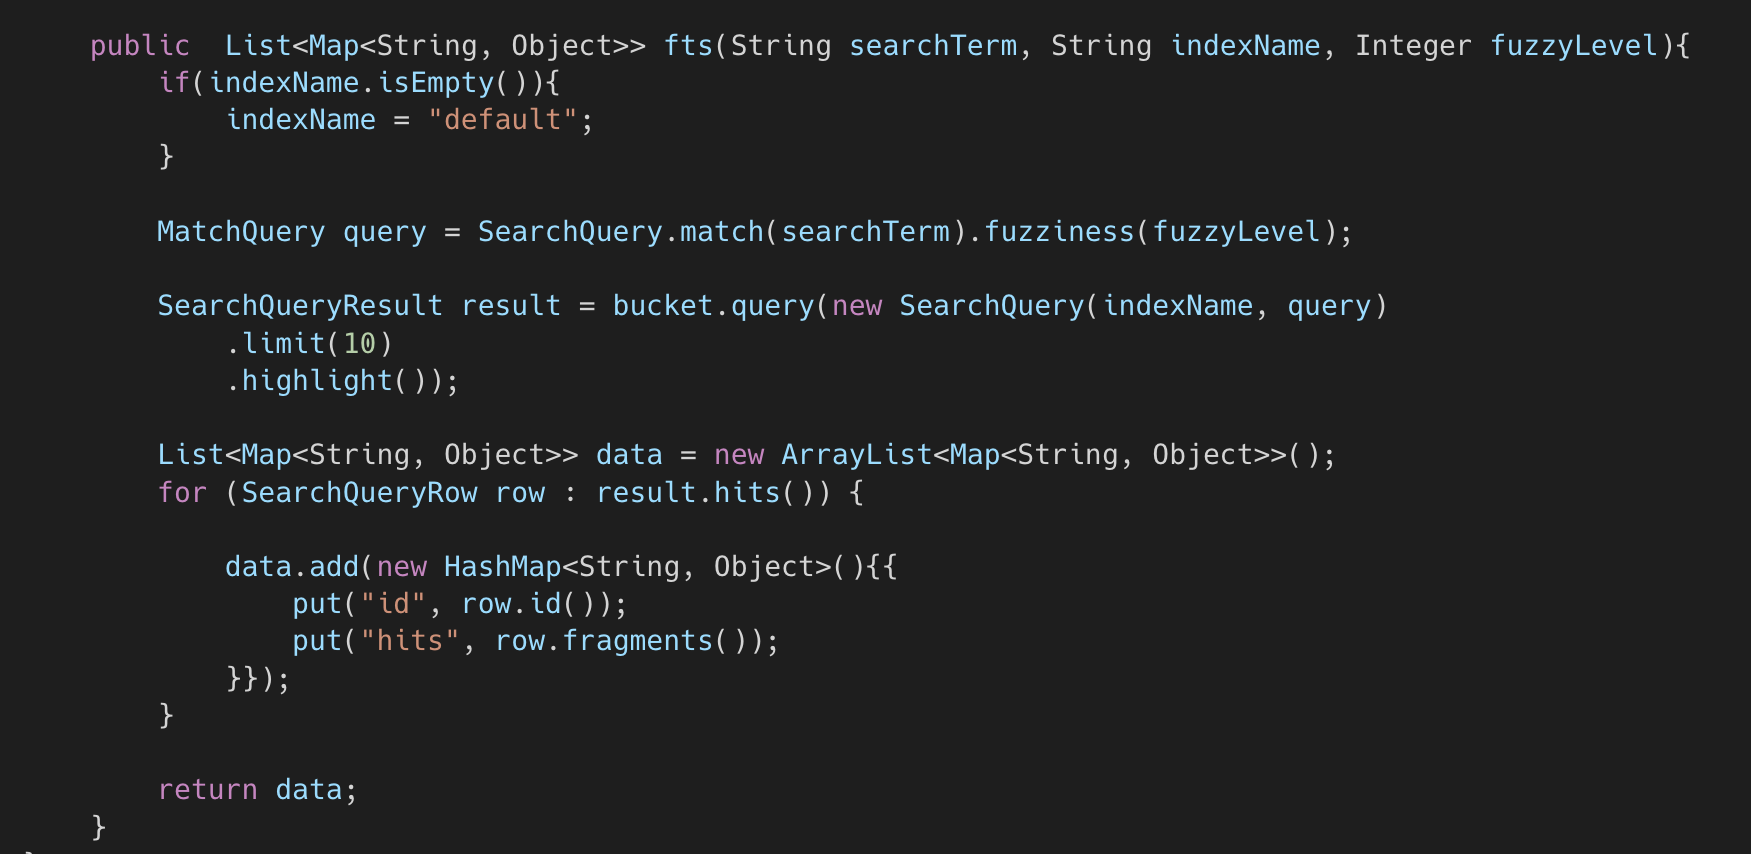 public  List<Map<String, Object>> fts(String searchTerm, String indexName, Integer fuzzyLevel){
if(indexName.isEmpty()){
indexName = "default";
}
MatchQuery query = SearchQuery.match(searchTerm).fuzziness(fuzzyLevel);
SearchQueryResult result = bucket.query(new SearchQuery(indexName, query)
.limit(10)
.highlight());
List<Map<String, Object>> data = new ArrayList<Map<String, Object>>();
for (SearchQueryRow row : result.hits()) {
data.add(new HashMap<String, Object>(){{
put("id", row.id());
put("hits", row.fragments());
}});
}
return data;
}